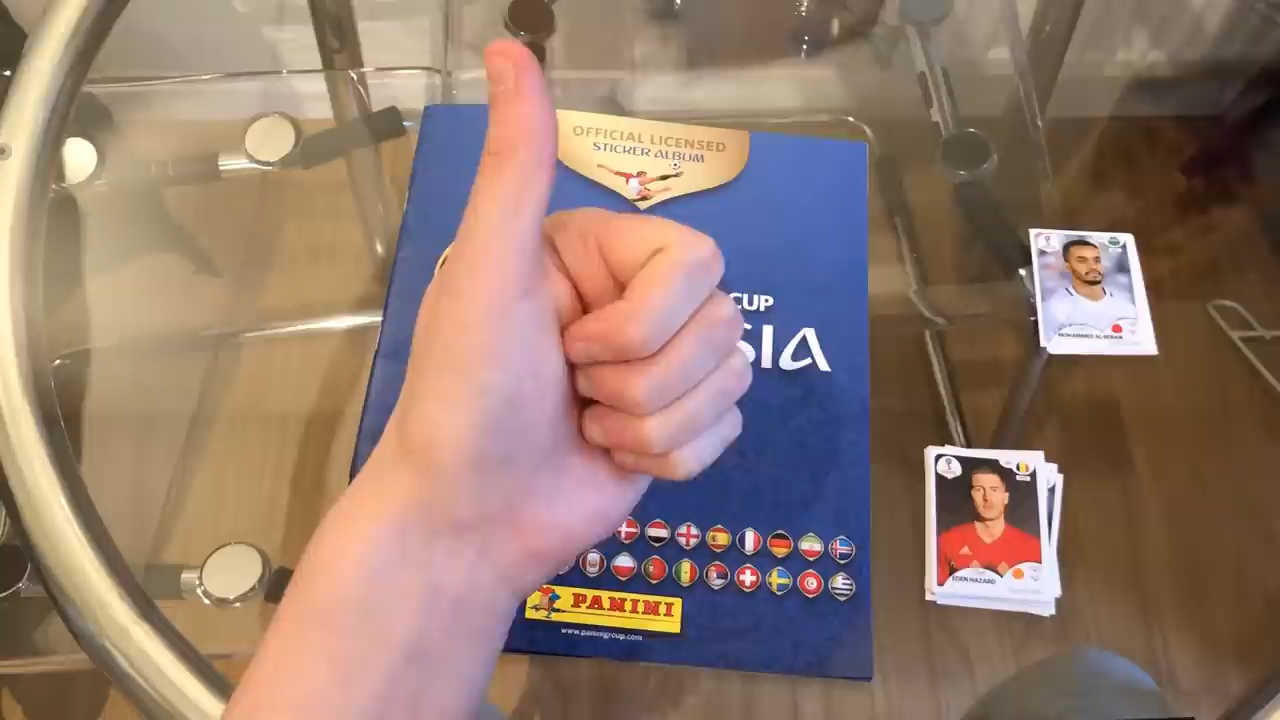 OFFICIAL LICENSED
STICKER ALBUM
CUP
SIA
PANINI
www.paninigroup.com
EDEN HAZARD